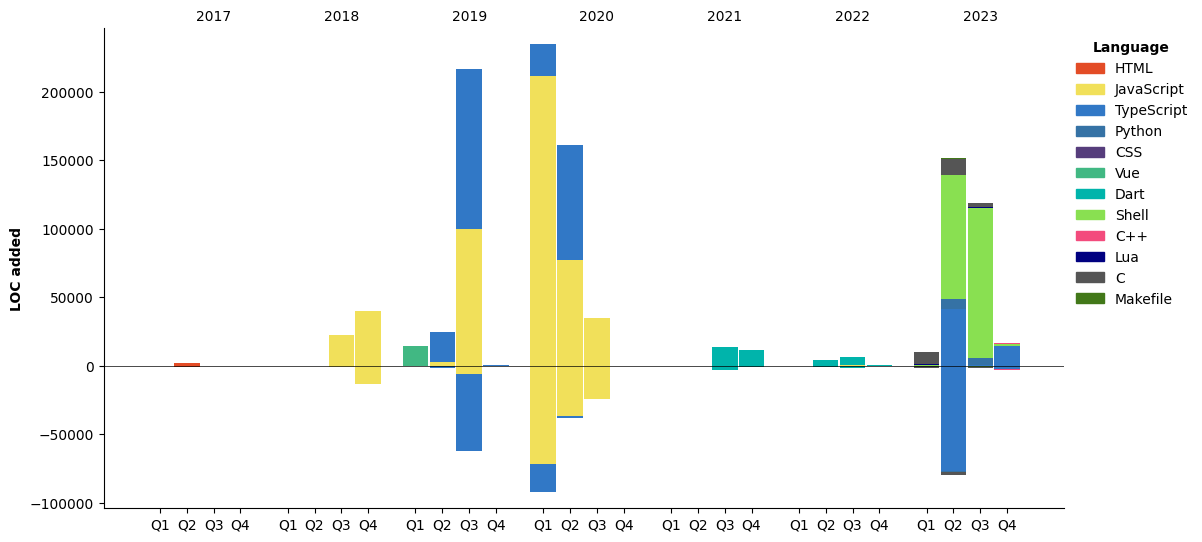 2017 2018 2019 2020 2021 2022 2023
LOC added
200000
150000
100000
50000
0
−50000
−100000
Q1 Q2 Q3 Q4 Q1 Q2 Q3 Q4 Q1 Q2 Q3 Q4 Q1 Q2 Q3 Q4 Q1 Q2 Q3 Q4 Q1 Q2 Q3 Q4 Q1 Q2 Q3 Q4
Language
HTML
JavaScript
TypeScript
Python
CSS
Vue
Dart
Shell
C++
Lua
C
Makefile